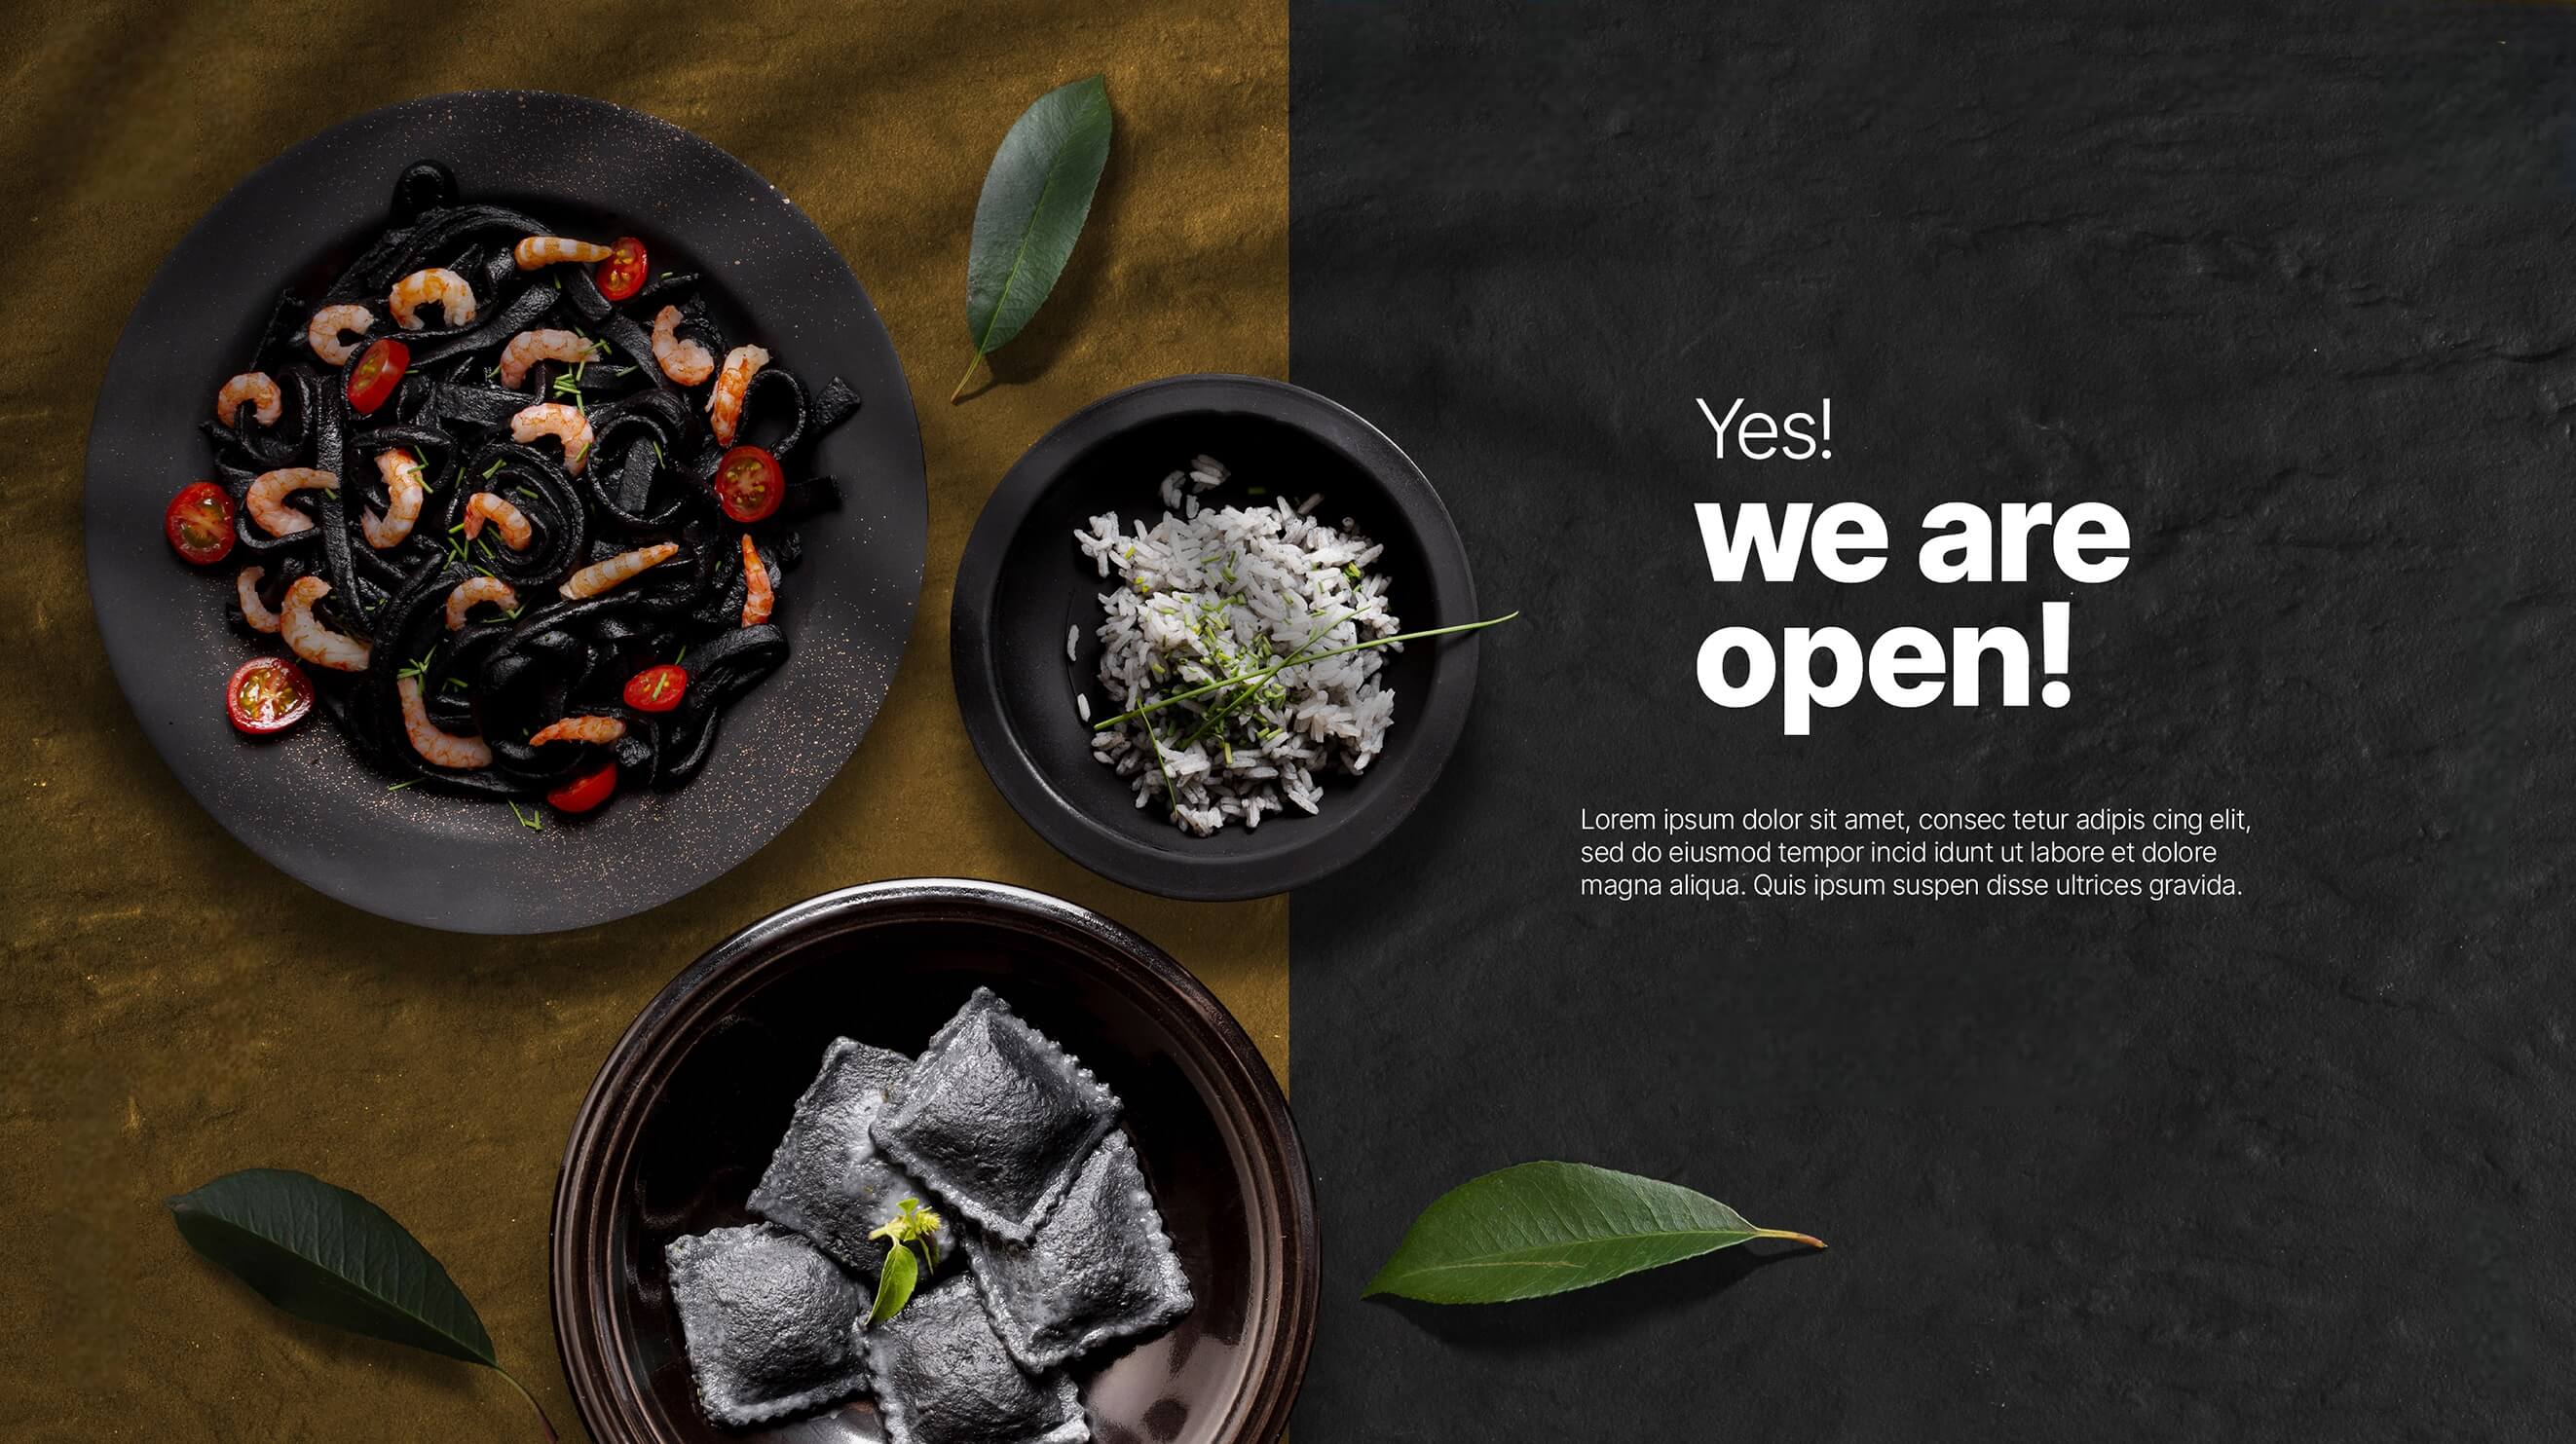 Yes!
we are
open!
Lorem ipsum dolor sit amet, consec tetur adipis cing elit,
sed do eiusmod tempor incid idunt ut labore et dolore
magna aliqua. Quis ipsum suspen disse ultrices gravida.